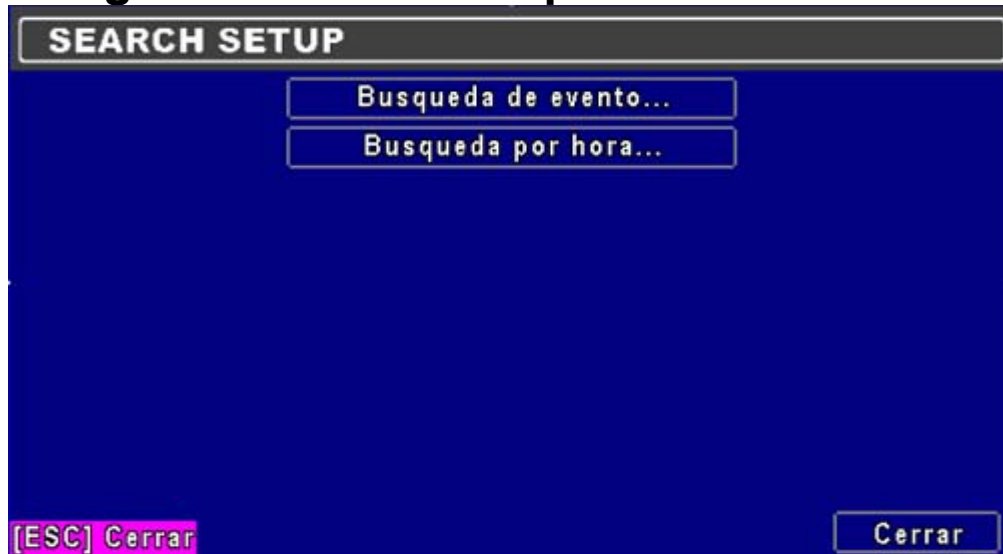 SEARCH SETUP
Busqueda de evento...
Busqueda por hora...
[ESC] Cerrar
Cerrar